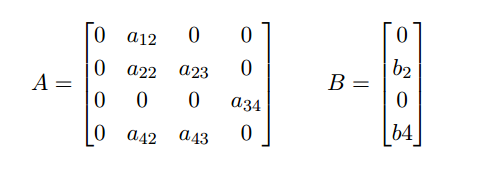 A = [0 a12 0 0; 0 a22 a23 0; 0 0 0 a34; 0 a42 a43 0]  B = [0; b2; 0; b4]